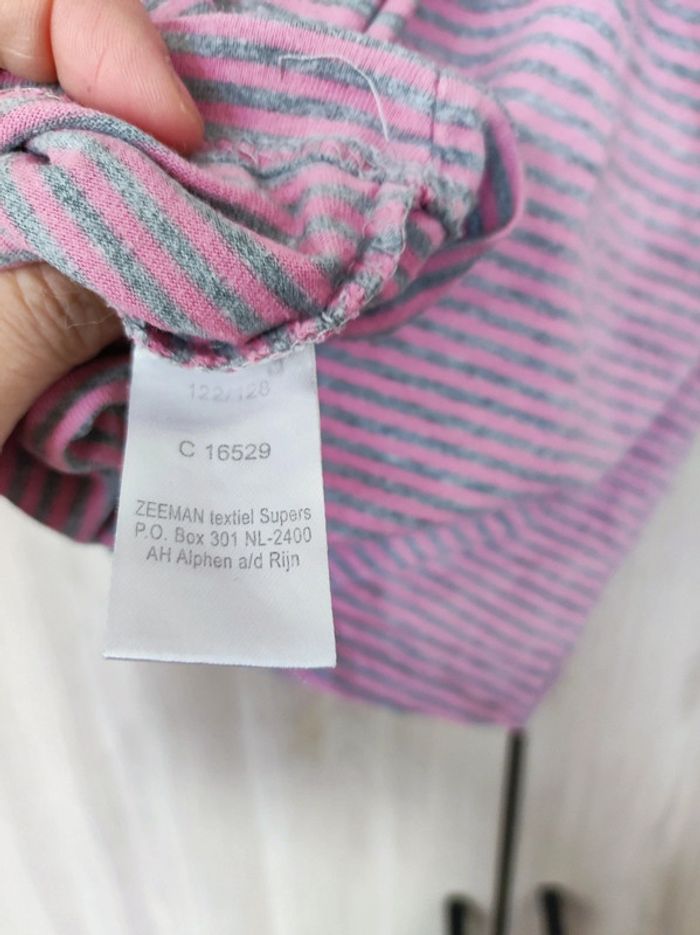 122/128
C 16529
ZEEMAN textiel Supers
P.O. Box 301 NL-2400
AH Alphen a/d Rijn